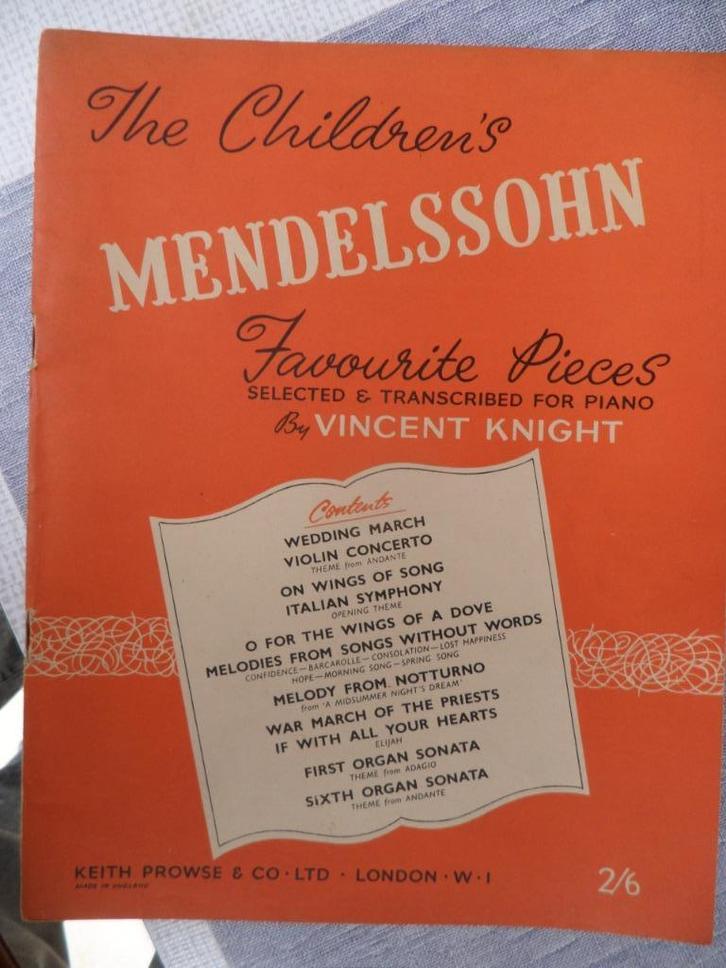 The Children's
MENDELSSOHN
Favourite Pieces
SELECTED & TRANSCRIBED FOR PIANO
By VINCENT KNIGHT
Contents
WEDDING MARCH
VIOLIN CONCERTO
THEME from ANDANTE
ON WINGS OF SONG
ITALIAN SYMPHONY
OPENING THEME
O FOR THE WINGS OF A DOVE
MELODIES FROM SONGS WITHOUT WORDS
CONFIDENCE—BARCAROLLE—CONSOLATION—LOST HAPPINESS
HOPE—MORNING SONG—SPRING SONG
MELODY FROM NOTTURNO
from 'A MIDSUMMER NIGHT'S DREAM'
WAR MARCH OF THE PRIESTS
IF WITH ALL YOUR HEARTS
ELIJAH
FIRST ORGAN SONATA
THEME from ADAGIO
SIXTH ORGAN SONATA
THEME from ANDANTE
KEITH PROWSE & CO·LTD · LONDON·W·I 2/6
MADE IN ENGLAND